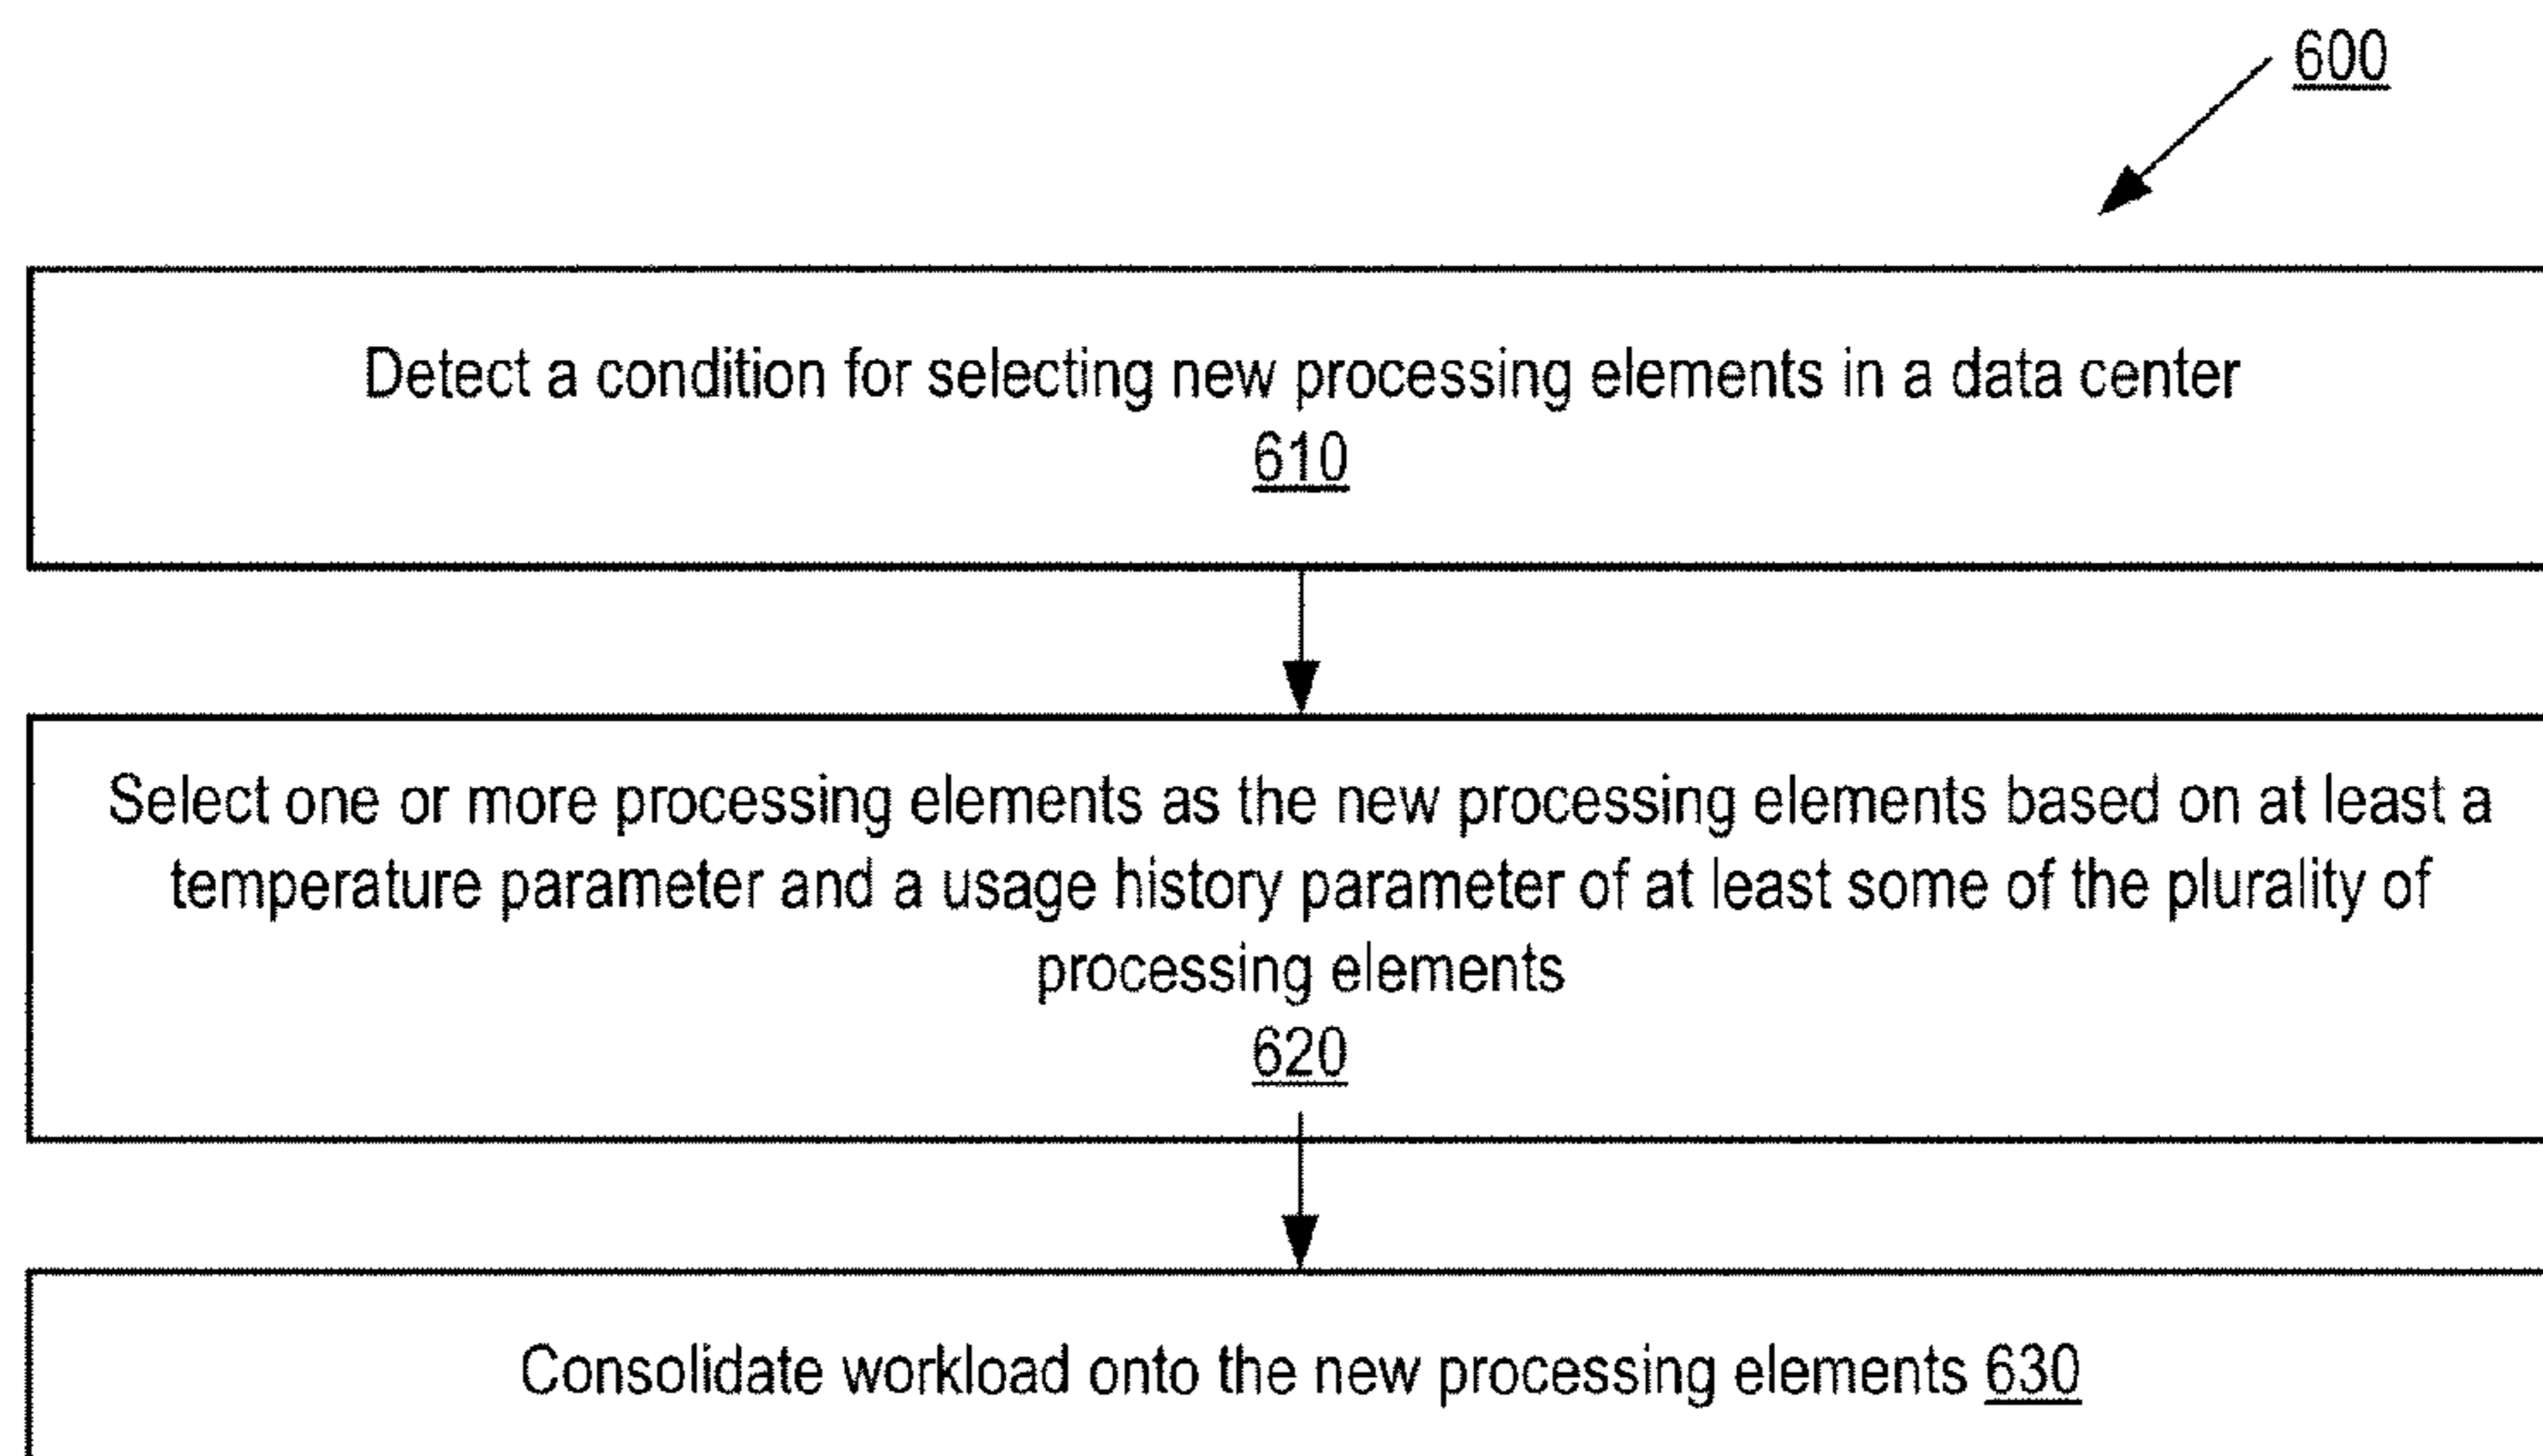 600
Detect a condition for selecting new processing elements in a data center
610
Select one or more processing elements as the new processing elements based on at least a
temperature parameter and a usage history parameter of at least some of the plurality of
processing elements
620
Consolidate workload onto the new processing elements 630